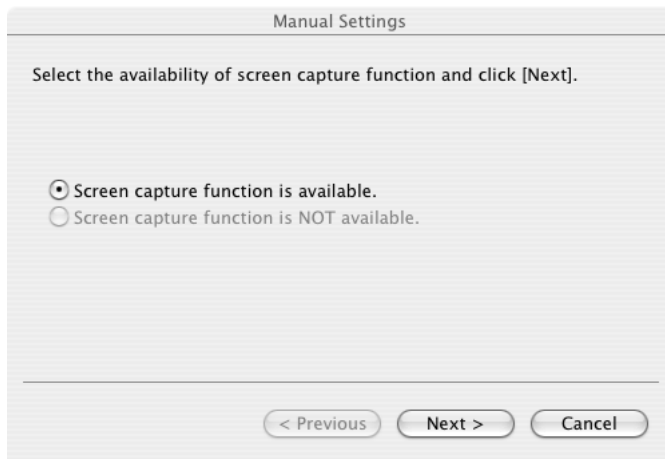 Manual Settings
Select the availability of screen capture function and click [Next].
Screen capture function is available.
Screen capture function is NOT available.
< Previous
Next >
Cancel